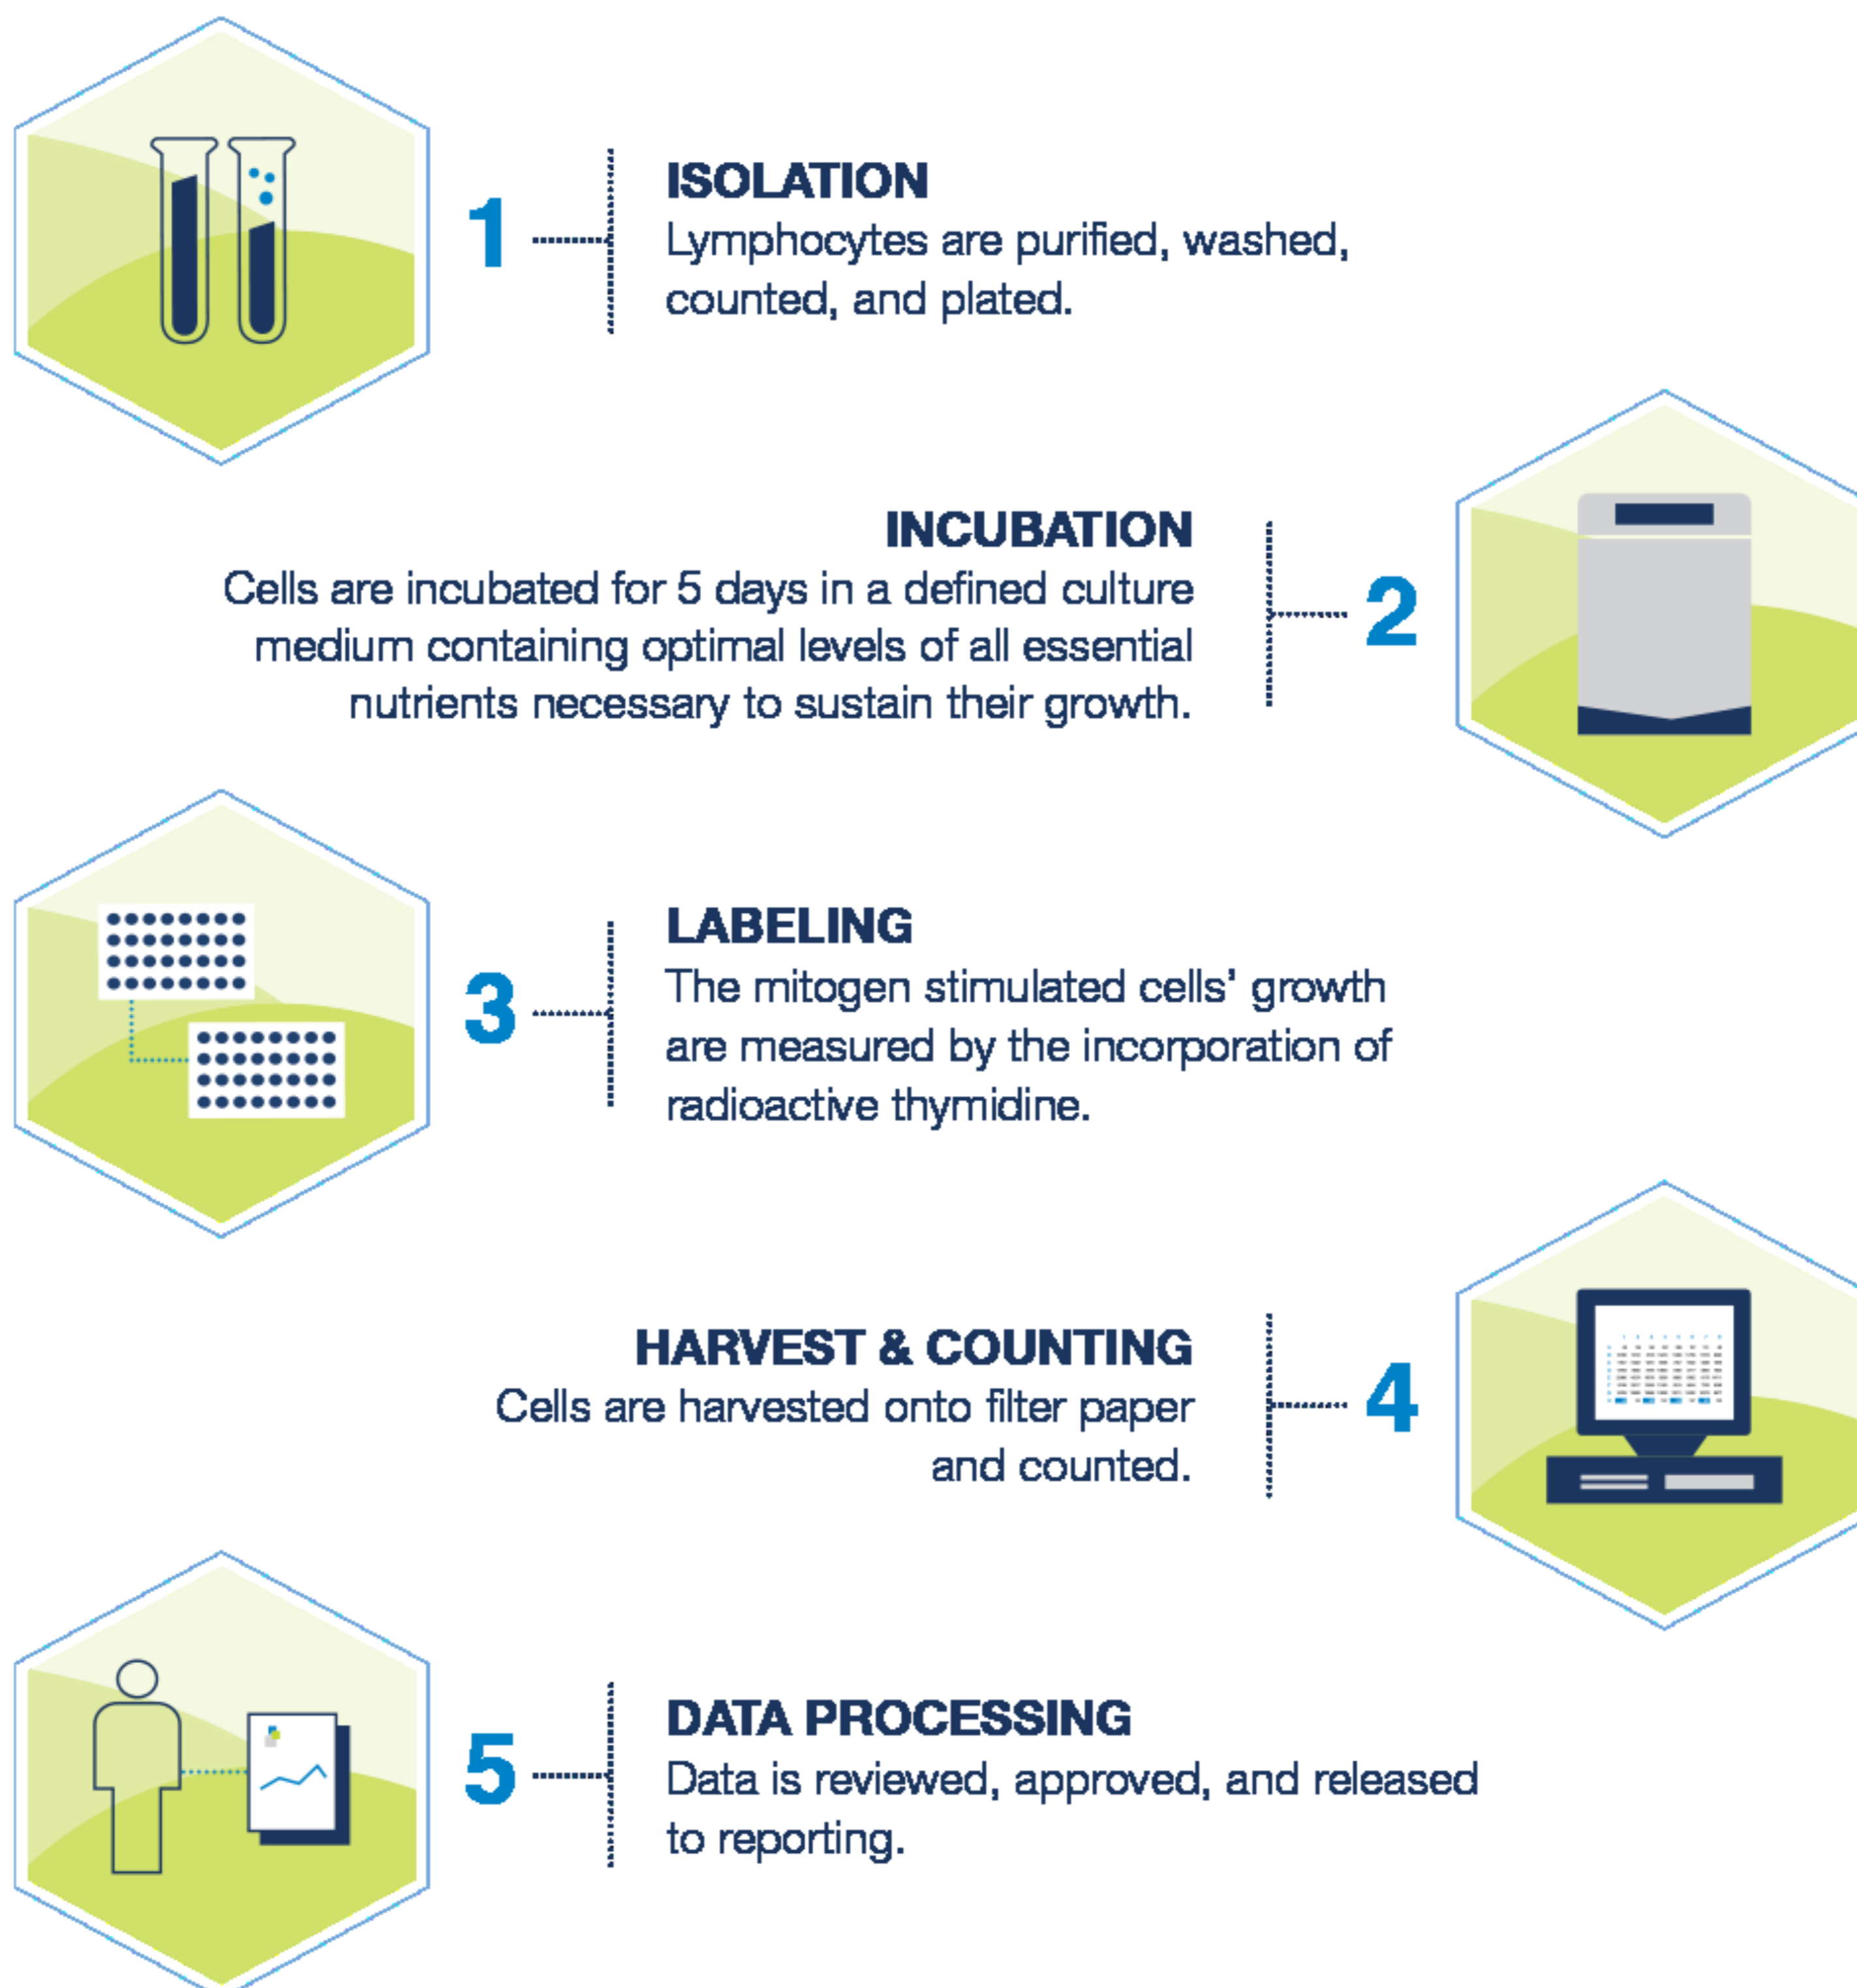 1
ISOLATION
Lymphocytes are purified, washed,
counted, and plated.
INCUBATION
Cells are incubated for 5 days in a defined culture
medium containing optimal levels of all essential
nutrients necessary to sustain their growth.
2
3
LABELING
The mitogen stimulated cells' growth
are measured by the incorporation of
radioactive thymidine.
HARVEST & COUNTING
Cells are harvested onto filter paper
and counted.
4
5
DATA PROCESSING
Data is reviewed, approved, and released
to reporting.